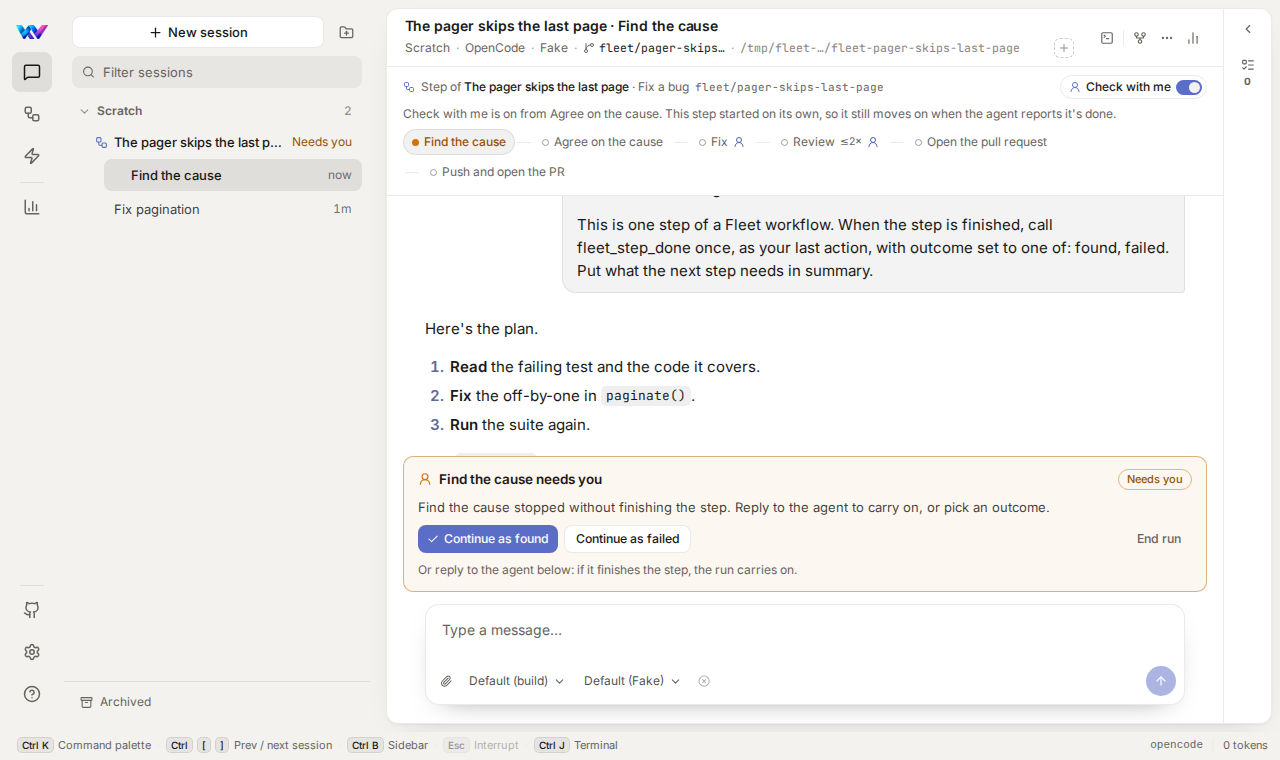 New session
Filter sessions
Scratch 2
The pager skips the last p... Needs you
Find the cause now
Fix pagination 1m
Archived
The pager skips the last page · Find the cause
Scratch · OpenCode · Fake · fleet/pager-skips… · /tmp/fleet-…/fleet-pager-skips-last-page
Step of The pager skips the last page · Fix a bug fleet/pager-skips-last-page
Check with me
Check with me is on from Agree on the cause. This step started on its own, so it still moves on when the agent reports it's done.
Find the cause Agree on the cause Fix Review ≤2× Open the pull request
Push and open the PR
This is one step of a Fleet workflow. When the step is finished, call
fleet_step_done once, as your last action, with outcome set to one of: found, failed.
Put what the next step needs in summary.
Here's the plan.
1. Read the failing test and the code it covers.
2. Fix the off-by-one in paginate().
3. Run the suite again.
Find the cause needs you Needs you
Find the cause stopped without finishing the step. Reply to the agent to carry on, or pick an outcome.
Continue as found Continue as failed End run
Or reply to the agent below: if it finishes the step, the run carries on.
Type a message...
Default (build) Default (Fake)
0
Ctrl K Command palette Ctrl [ ] Prev / next session Ctrl B Sidebar Esc Interrupt Ctrl J Terminal
opencode 0 tokens